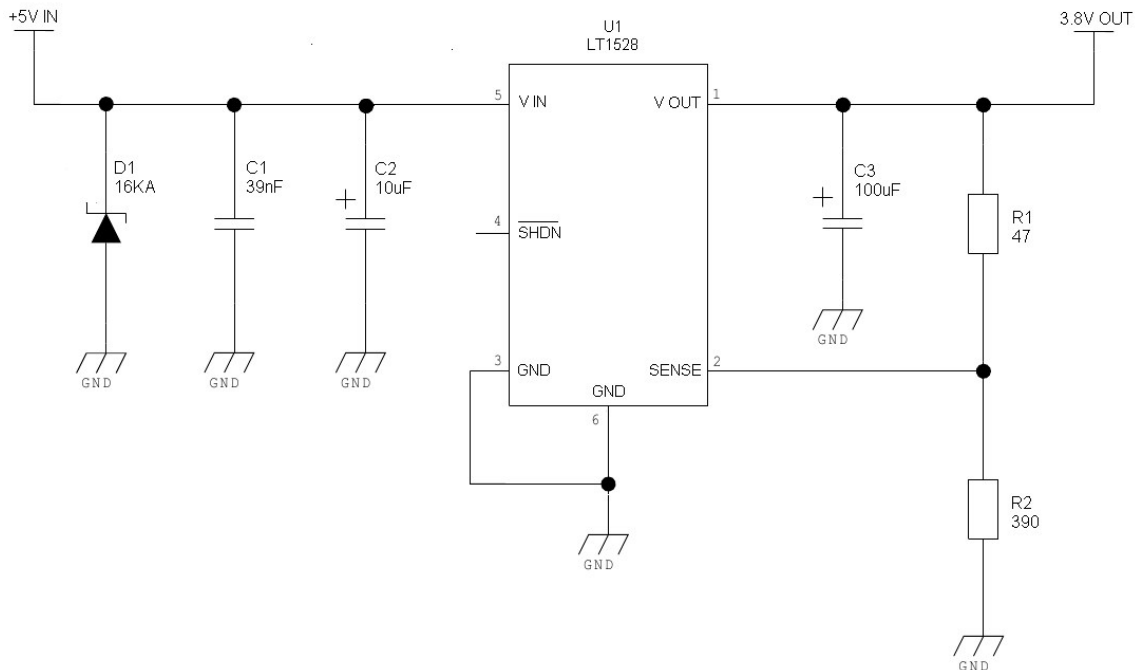 +5V IN
3.8V OUT
U1
LT1528
5
V IN
V OUT
1
D1
16KA
C1
39nF
C2
10uF
C3
100uF
4
SHDN
R1
47
GND
3
GND
SENSE
2
GND
GND
GND
GND
6
R2
390
GND
GND